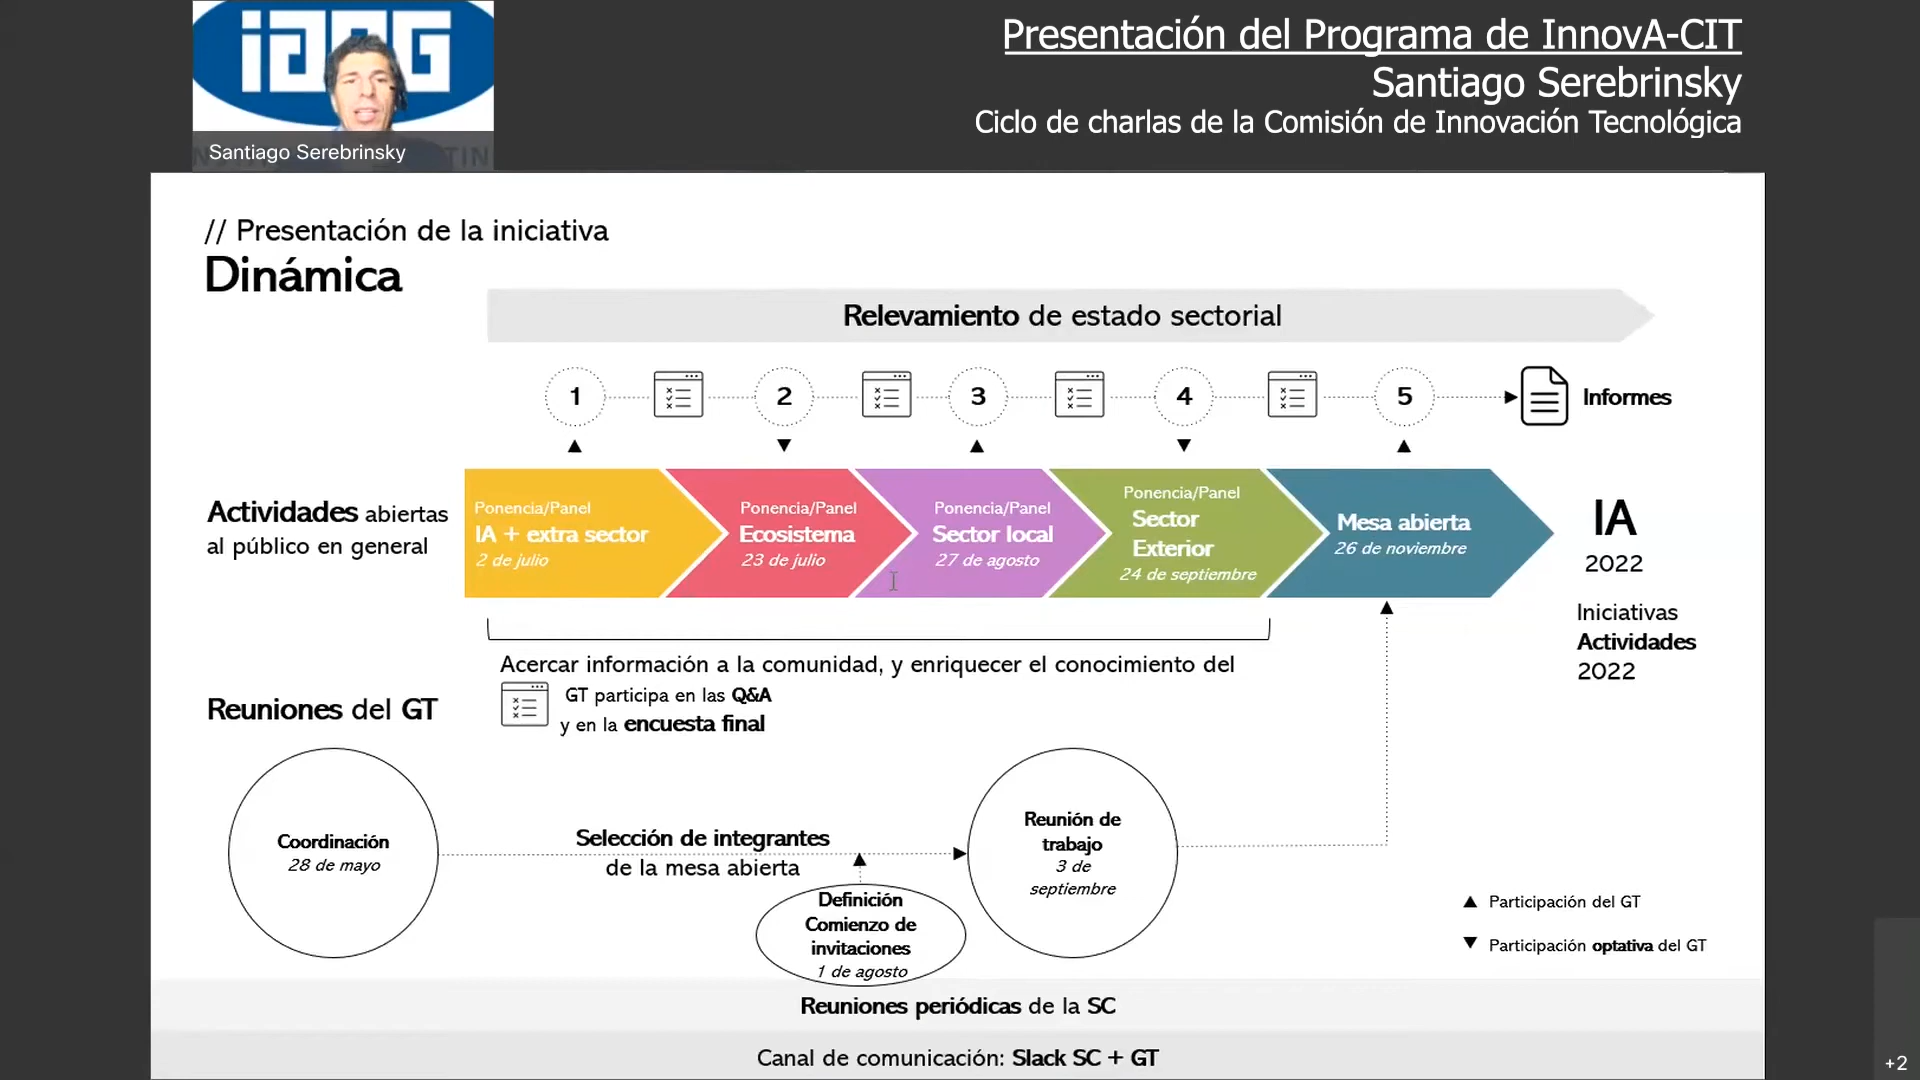 iapg
Santiago Serebrinsky
TIN
Presentación del Programa de InnovA-CIT
Santiago Serebrinsky
Ciclo de charlas de la Comisión de Innovación Tecnológica
// Presentación de la iniciativa
Dinámica
Relevamiento de estado sectorial
1
2
3
4
5
Informes
Actividades abiertas
al público en general
Ponencia/Panel
IA + extra sector
2 de julio
Ponencia/Panel
Ecosistema
23 de julio
Ponencia/Panel
Sector local
27 de agosto
Ponencia/Panel
Sector
Exterior
24 de septiembre
Mesa abierta
26 de noviembre
IA
2022
Iniciativas
Actividades
2022
Acercar información a la comunidad, y enriquecer el conocimiento del
GT participa en las Q&A
y en la encuesta final
Reuniones del GT
Coordinación
28 de mayo
Selección de integrantes
de la mesa abierta
Definición
Comienzo de
invitaciones
1 de agosto
Reunión de
trabajo
3 de
septiembre
▲ Participación del GT
▼ Participación optativa del GT
Reuniones periódicas de la SC
Canal de comunicación: Slack SC + GT
+2